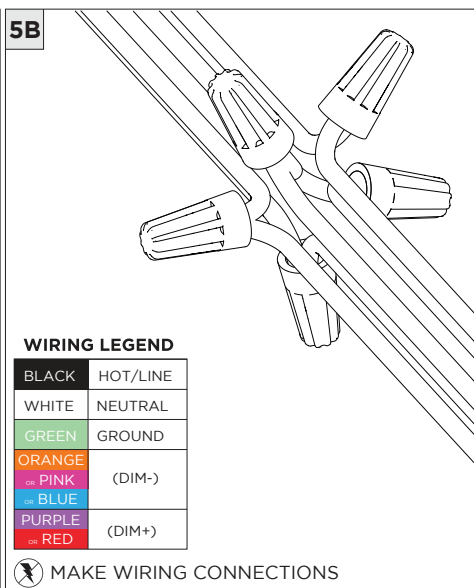 5B
WIRING LEGEND
BLACK HOT/LINE
WHITE NEUTRAL
GREEN GROUND
ORANGE
OR PINK (DIM-)
OR BLUE
PURPLE
OR RED (DIM+)
MAKE WIRING CONNECTIONS